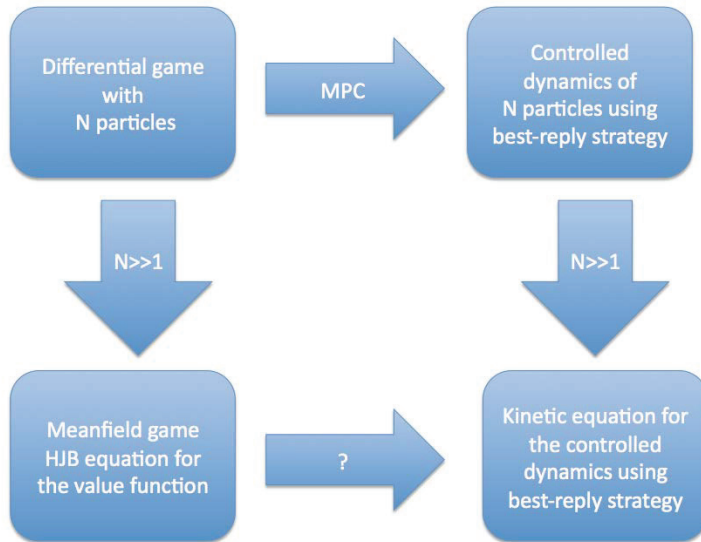 Differential game
with
N particles
MPC
Controlled
dynamics of
N particles using
best-reply strategy
N>>1
N>>1
Meanfield game
HJB equation for
the value function
?
Kinetic equation for
the controlled
dynamics using
best-reply strategy